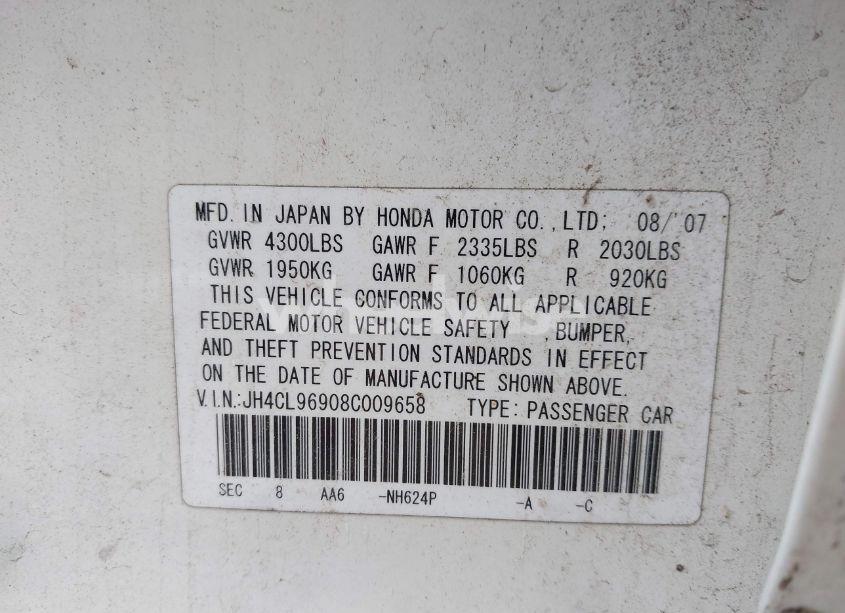 MFD. IN JAPAN BY HONDA MOTOR CO., LTD; 08/'07
GVWR 4300LBS GAWR F 2335LBS R 2030LBS
GVWR 1950KG GAWR F 1060KG R 920KG
THIS VEHICLE CONFORMS TO ALL APPLICABLE
FEDERAL MOTOR VEHICLE SAFETY , BUMPER,
AND THEFT PREVENTION STANDARDS IN EFFECT
ON THE DATE OF MANUFACTURE SHOWN ABOVE.
V.I.N.:JH4CL96908C009658 TYPE: PASSENGER CAR
SEC 8 AA6 -NH624P -A -C